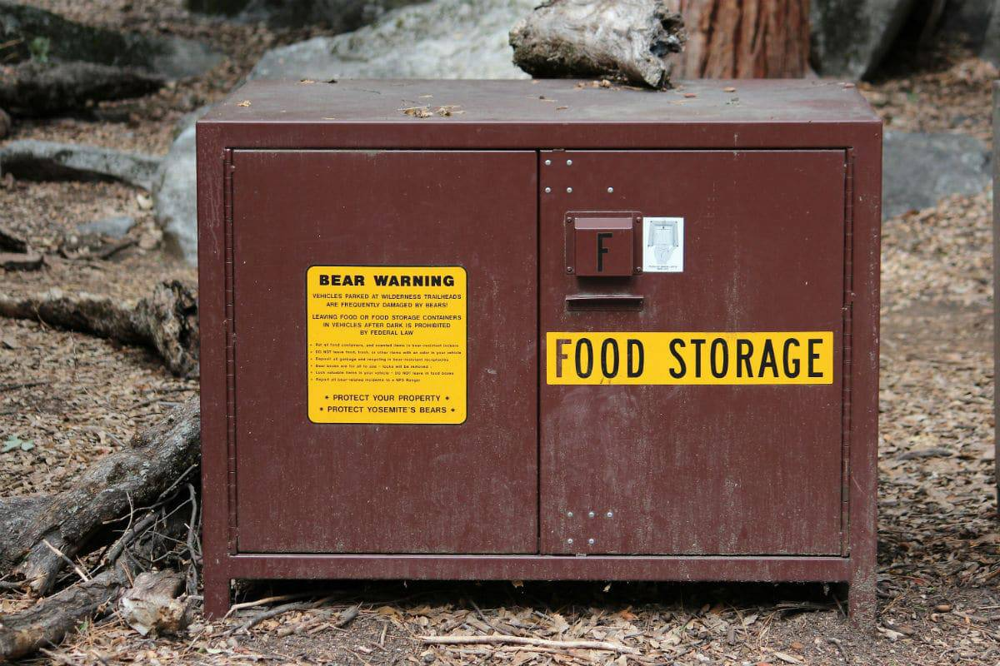 BEAR WARNING
VEHICLES PARKED AT WILDERNESS TRAILHEADS
ARE FREQUENTLY DAMAGED BY BEARS!
LEAVING FOOD OR FOOD STORAGE CONTAINERS
IN VEHICLES AFTER DARK IS PROHIBITED
BY FEDERAL LAW
• Put all food containers, and scented items in bear-resistant lockers
• DO NOT leave food, trash, or other items with an odor in your vehicle
• Deposit all garbage and recycling in bear-resistant receptacles
• Bear boxes are for all to use - locks will be removed
• Lock valuable items in your vehicle - DO NOT leave in food boxes
• Report all bear-related incidents to a NPS Ranger
✦ PROTECT YOUR PROPERTY ✦
✦ PROTECT YOSEMITE'S BEARS ✦
F
FOOD STORAGE